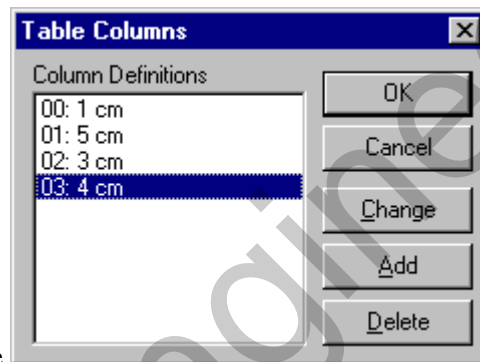 Table Columns
Column Definitions
00: 1 cm
01: 5 cm
02: 3 cm
03: 4 cm
OK
Cancel
Change
Add
Delete